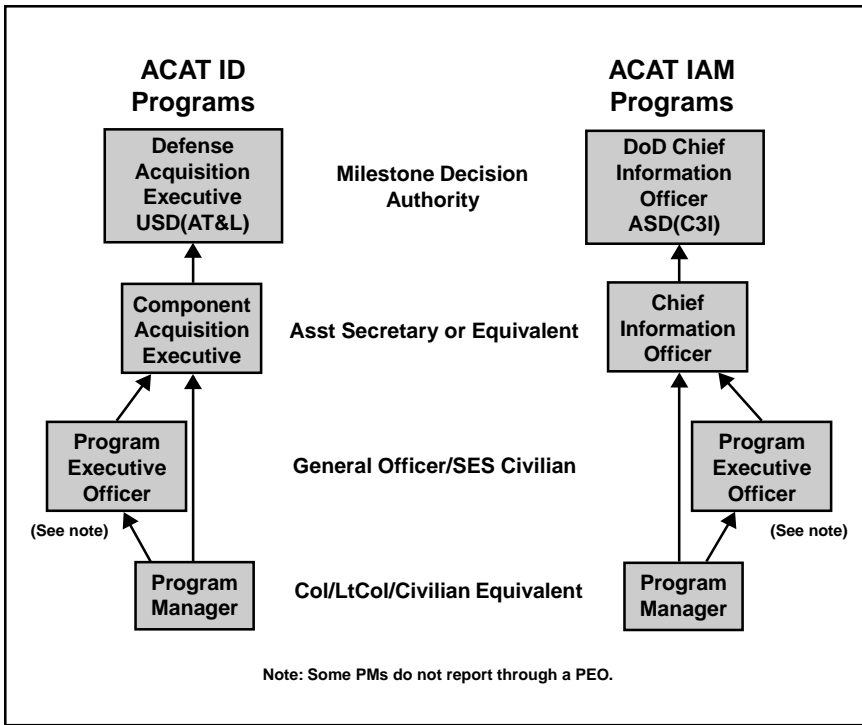 ACAT ID
Programs
ACAT IAM
Programs
Defense
Acquisition
Executive
USD(AT&L)
Milestone Decision
Authority
DoD Chief
Information
Officer
ASD(C3I)
Component
Acquisition
Executive
Asst Secretary or Equivalent
Chief
Information
Officer
Program
Executive
Officer
General Officer/SES Civilian
Program
Executive
Officer
(See note)
(See note)
Program
Manager
Col/LtCol/Civilian Equivalent
Program
Manager
Note: Some PMs do not report through a PEO.